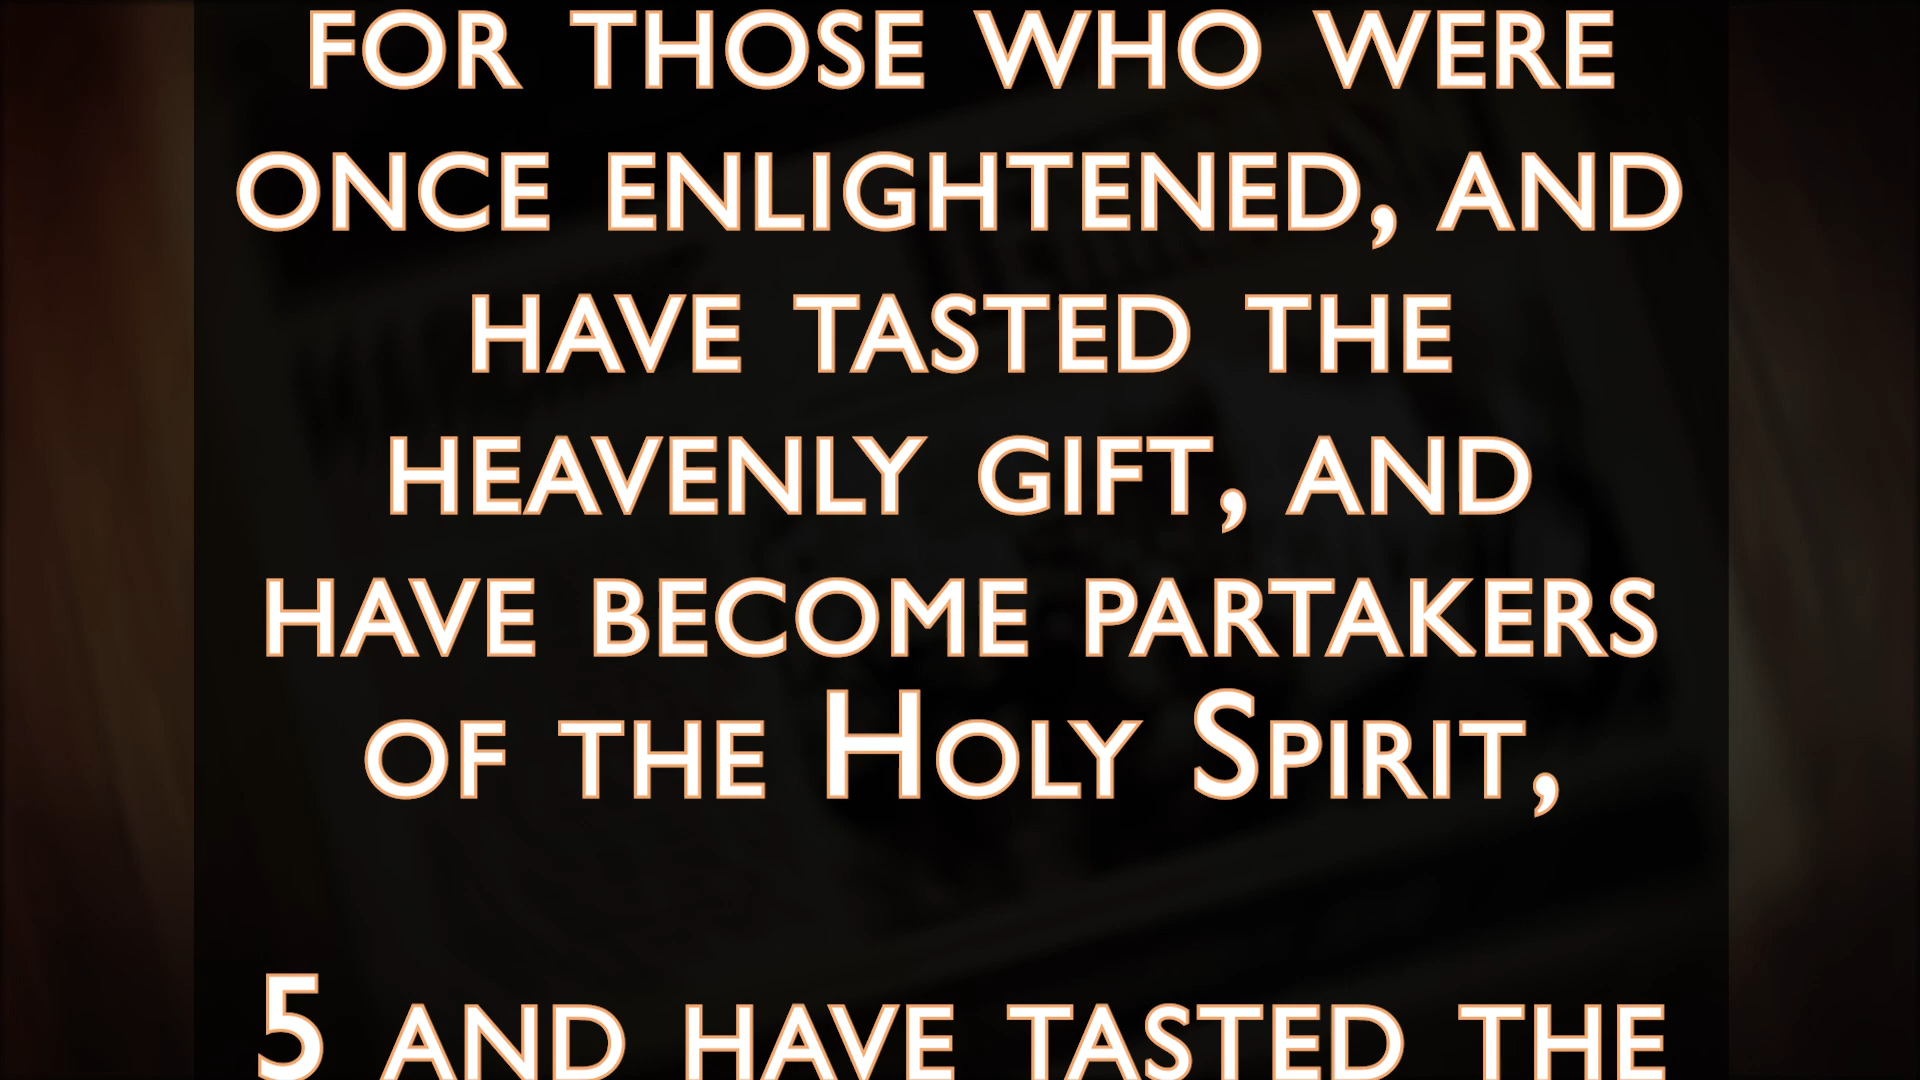 for those who were
once enlightened, and
have tasted the
heavenly gift, and
have become partakers
of the Holy Spirit,
5 and have tasted the